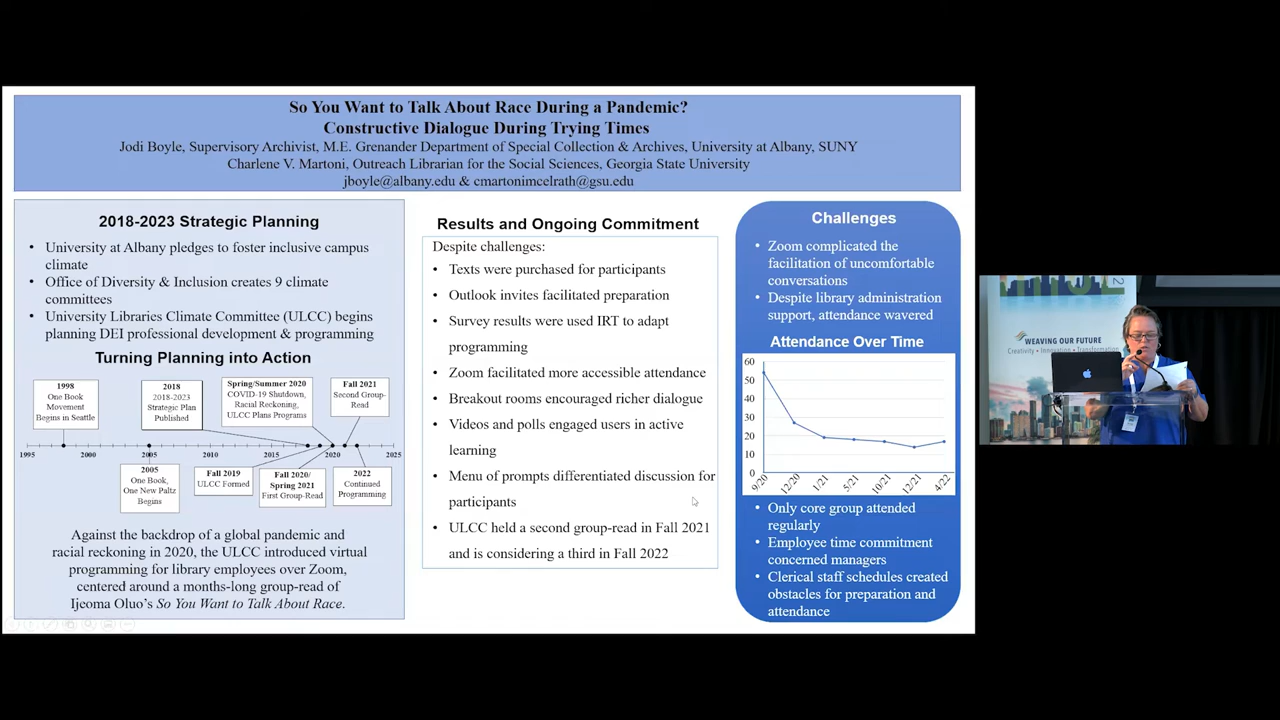 So You Want to Talk About Race During a Pandemic?
Constructive Dialogue During Trying Times
Jodi Boyle, Supervisory Archivist, M.E. Grenander Department of Special Collection & Archives, University at Albany, SUNY
Charlene V. Martoni, Outreach Librarian for the Social Sciences, Georgia State University
jboyle@albany.edu & cmartonimcelrath@gsu.edu
2018-2023 Strategic Planning
• University at Albany pledges to foster inclusive campus
climate
• Office of Diversity & Inclusion creates 9 climate
committees
• University Libraries Climate Committee (ULCC) begins
planning DEI professional development & programming
Turning Planning into Action
1998
One Book
Movement
Begins in Seattle
2018
2018-2023
Strategic Plan
Published
Spring/Summer 2020
COVID-19 Shutdown,
Racial Reckoning,
ULCC Plans Programs
Fall 2021
Second Group-
Read
1995
2000
2005
2010
2015
2020
2025
2005
One Book,
One New Paltz
Begins
Fall 2019
ULCC Formed
Fall 2020/
Spring 2021
First Group-Read
2022
Continued
Programming
Against the backdrop of a global pandemic and
racial reckoning in 2020, the ULCC introduced virtual
programming for library employees over Zoom,
centered around a months-long group-read of
Ijeoma Oluo's So You Want to Talk About Race.
Results and Ongoing Commitment
Despite challenges:
• Texts were purchased for participants
• Outlook invites facilitated preparation
• Survey results were used IRT to adapt
programming
• Zoom facilitated more accessible attendance
• Breakout rooms encouraged richer dialogue
• Videos and polls engaged users in active
learning
• Menu of prompts differentiated discussion for
participants
• ULCC held a second group-read in Fall 2021
and is considering a third in Fall 2022
Challenges
• Zoom complicated the
facilitation of uncomfortable
conversations
• Despite library administration
support, attendance wavered
Attendance Over Time
60
50
40
30
20
10
0
9/20
12/20
1/21
5/21
10/21
12/21
4/22
• Only core group attended
regularly
• Employee time commitment
concerned managers
• Clerical staff schedules created
obstacles for preparation and
attendance
WEAVING OUR FUTURE
Creativity • Innovation • Transformation